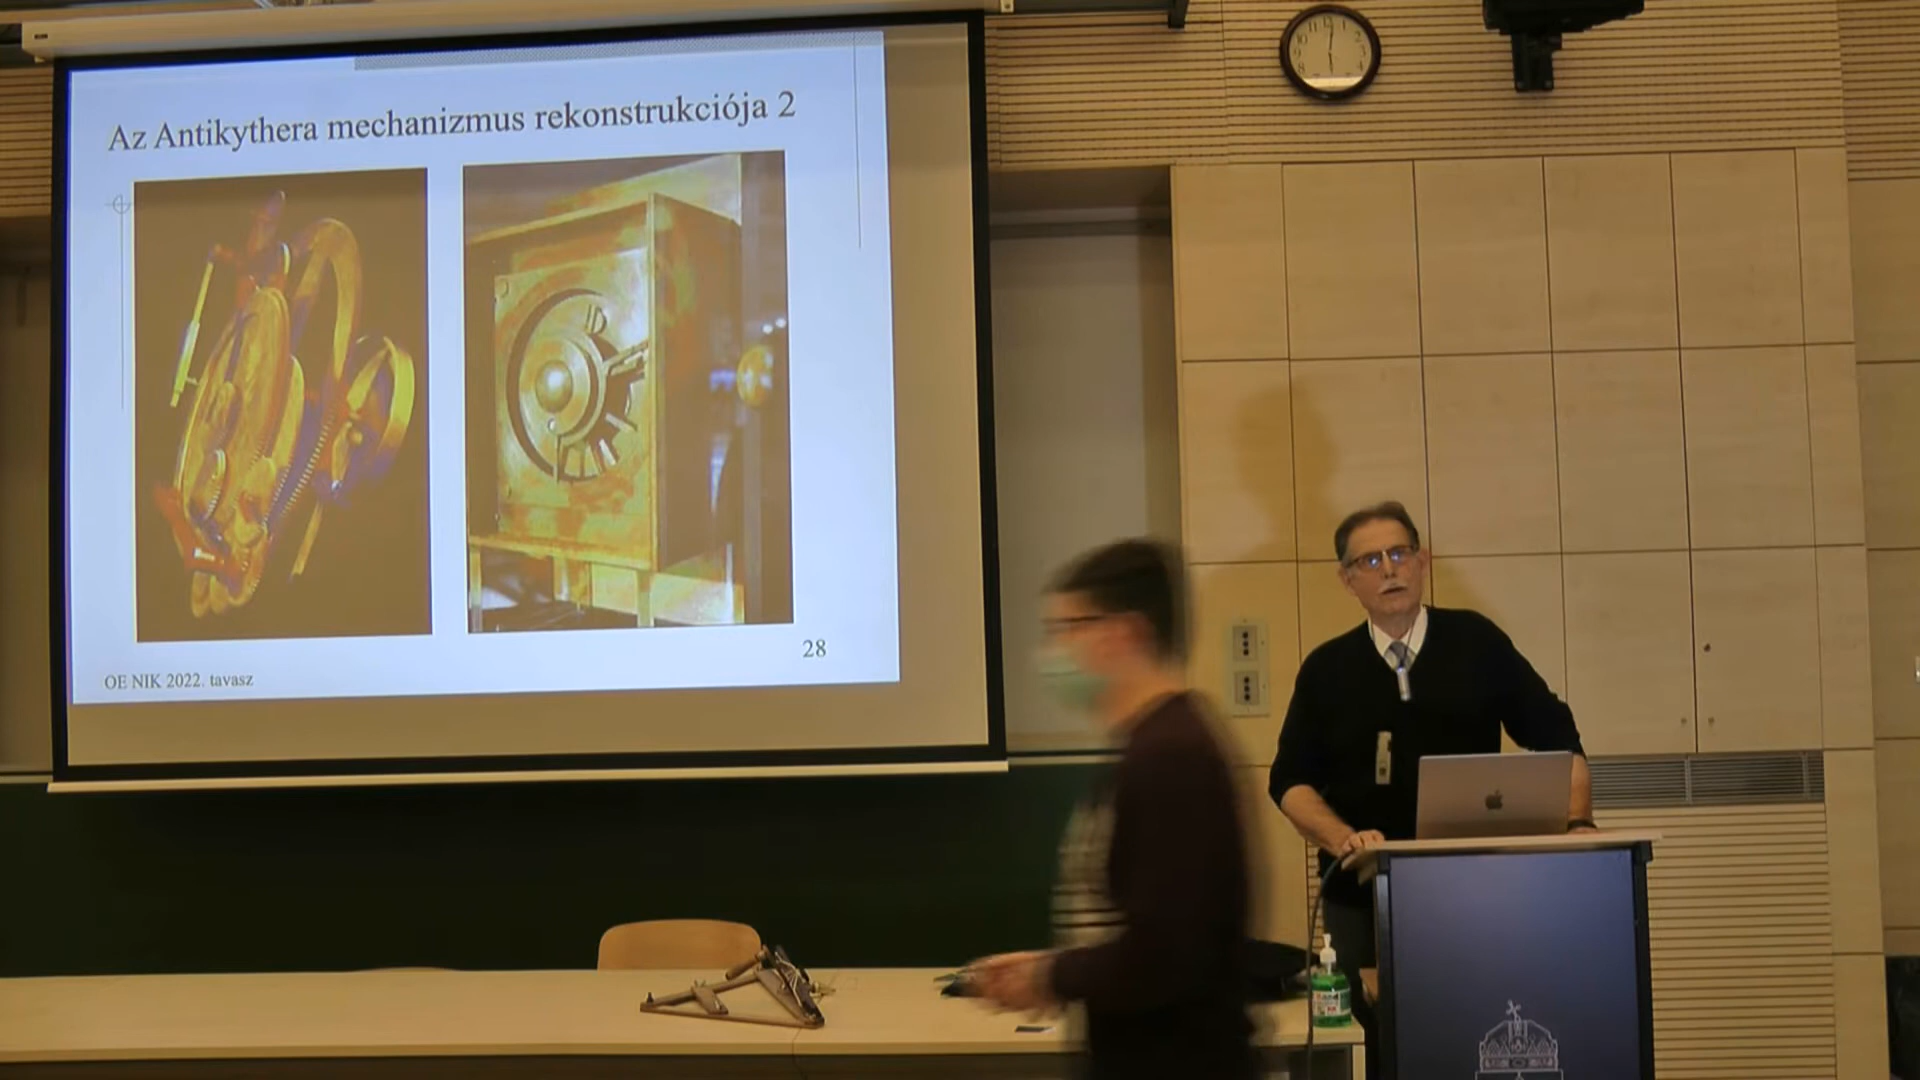 Az Antikythera mechanizmus rekonstrukciója 2
28
OE NIK 2022. tavasz